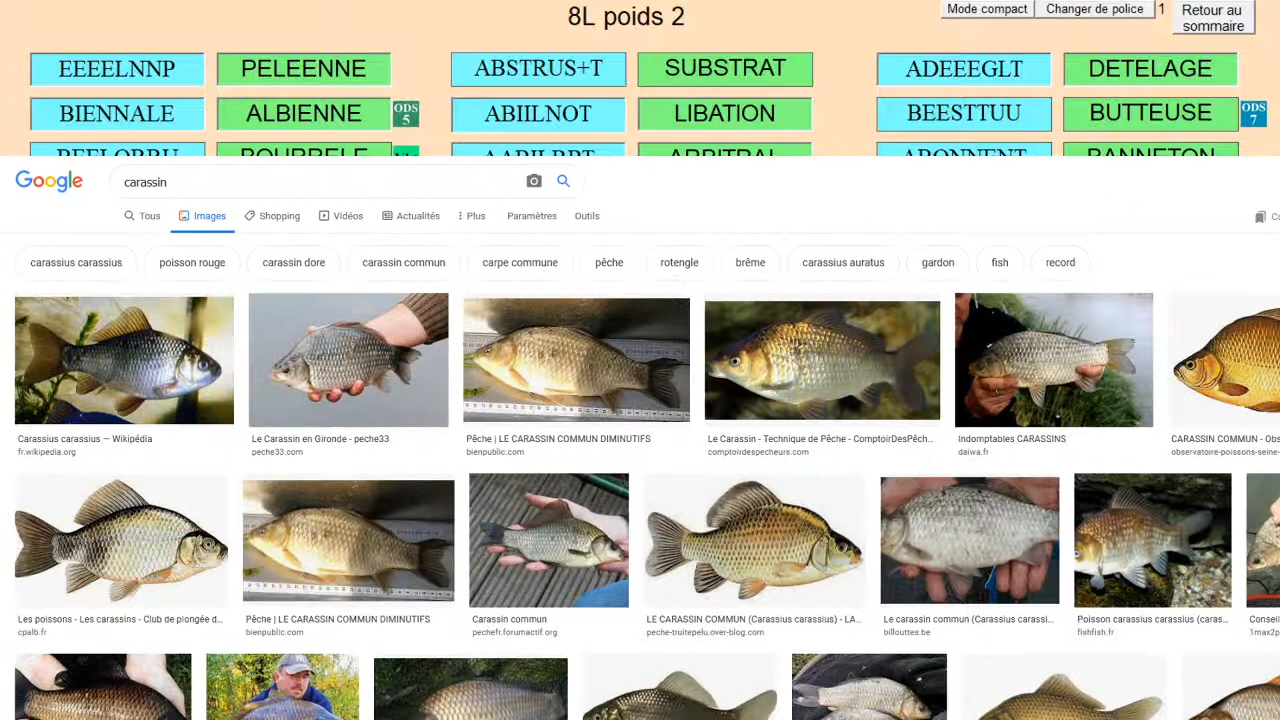 8L poids 2
Mode compact Changer de police 1 Retour au sommaire
EEEELNNP PELEENNE ABSTRUS+T SUBSTRAT ADEEEGLT DETELAGE
BIENNALE ALBIENNE ODS 5 ABIILNOT LIBATION BEESTTUU BUTTEUSE ODS 7
Google carassin
Tous Images Shopping Vidéos Actualités Plus Paramètres Outils
carassius carassius poisson rouge carassin dore carassin commun carpe commune pêche rotengle brême carassius auratus gardon fish record
Carassius carassius — Wikipédia Le Carassin en Gironde - peche33 Pêche | LE CARASSIN COMMUN DIMINUTIFS Le Carassin - Technique de Pêche - ComptoirDesPêch... Indomptables CARASSINS CARASSIN COMMUN - Obs
fr.wikipedia.org peche33.com bienpublic.com comptoirdespecheurs.com daiwa.fr observatoire-poissons-seine-
Les poissons - Les carassins - Club de plongée d... Pêche | LE CARASSIN COMMUN DIMINUTIFS Carassin commun LE CARASSIN COMMUN (Carassius carassius) - LA... Le carassin commun (Carassius carassi... Poisson carassius carassius (caras... Conseil
cpalb.fr bienpublic.com pechefr.forumactif.org peche-truitepelu.over-blog.com billouttes.be fishfish.fr 1max2p